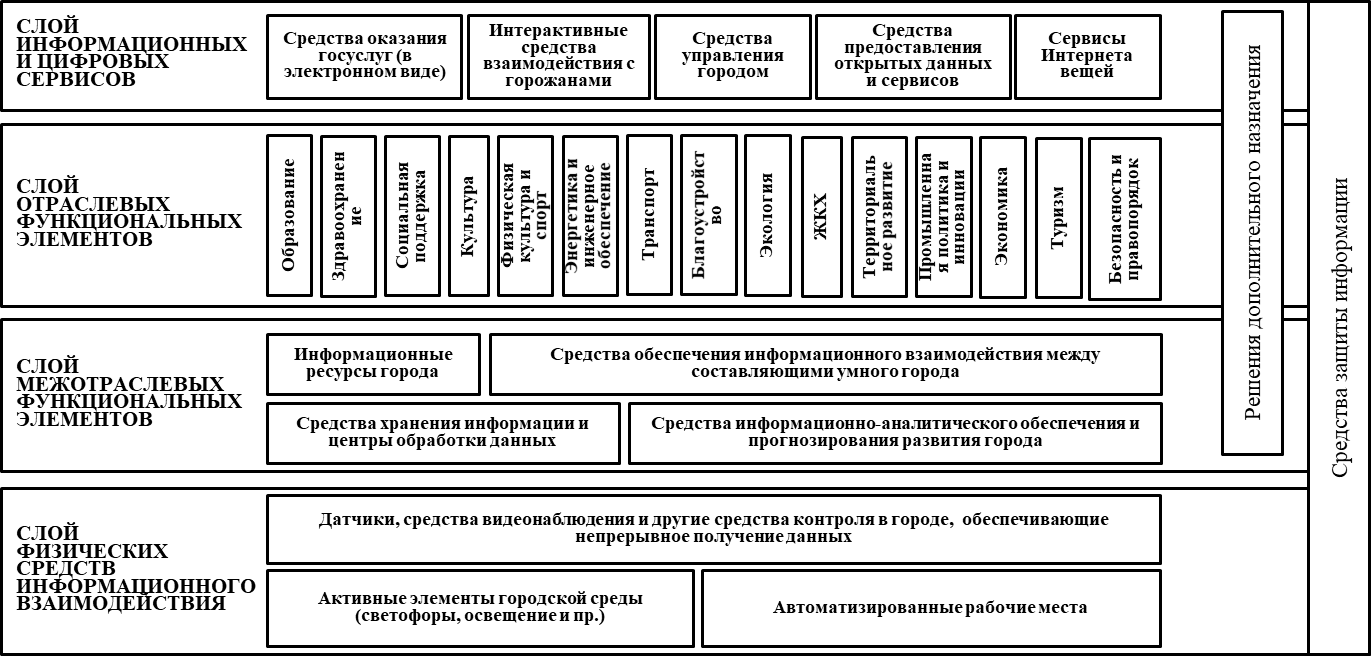 СЛОЙ
ИНФОРМАЦИОННЫХ
И ЦИФРОВЫХ
СЕРВИСОВ
Средства оказания
госуслуг (в
электронном виде)
Интерактивные
средства
взаимодействия с
горожанами
Средства
управления
городом
Средства
предоставления
открытых данных
и сервисов
Сервисы
Интернета
вещей
СЛОЙ
ОТРАСЛЕВЫХ
ФУНКЦИОНАЛЬНЫХ
ЭЛЕМЕНТОВ
Образование
Здравоохранен
ие
Социальная
поддержка
Культура
Физическая
культура и
спорт
Энергетика и
инженерное
обеспечение
Транспорт
Благоустройст
во
Экология
ЖКХ
Территориаль
ное развитие
Промышленна
я политика и
инновации
Экономика
Туризм
Безопасность и
правопорядок
СЛОЙ
МЕЖОТРАСЛЕВЫХ
ФУНКЦИОНАЛЬНЫХ
ЭЛЕМЕНТОВ
Информационные
ресурсы города
Средства обеспечения информационного взаимодействия между
составляющими умного города
Средства хранения информации и
центры обработки данных
Средства информационно-аналитического обеспечения и
прогнозирования развития города
СЛОЙ
ФИЗИЧЕСКИХ
СРЕДСТВ
ИНФОРМАЦИОННОГО
ВЗАИМОДЕЙСТВИЯ
Датчики, средства видеонаблюдения и другие средства контроля в городе, обеспечивающие
непрерывное получение данных
Активные элементы городской среды
(светофоры, освещение и пр.)
Автоматизированные рабочие места
Решения дополнительного назначения
Средства защиты информации